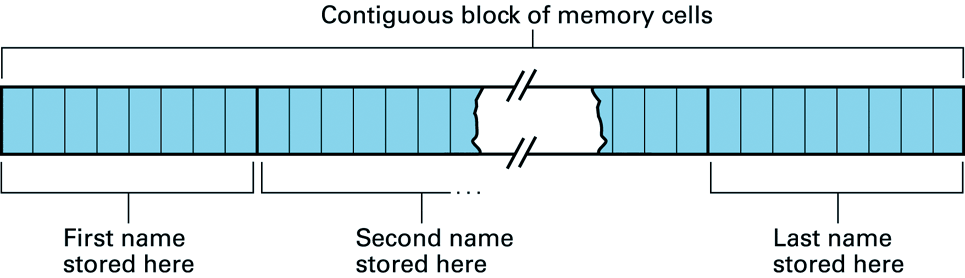 Contiguous block of memory cells
. . .
First name
stored here
Second name
stored here
Last name
stored here